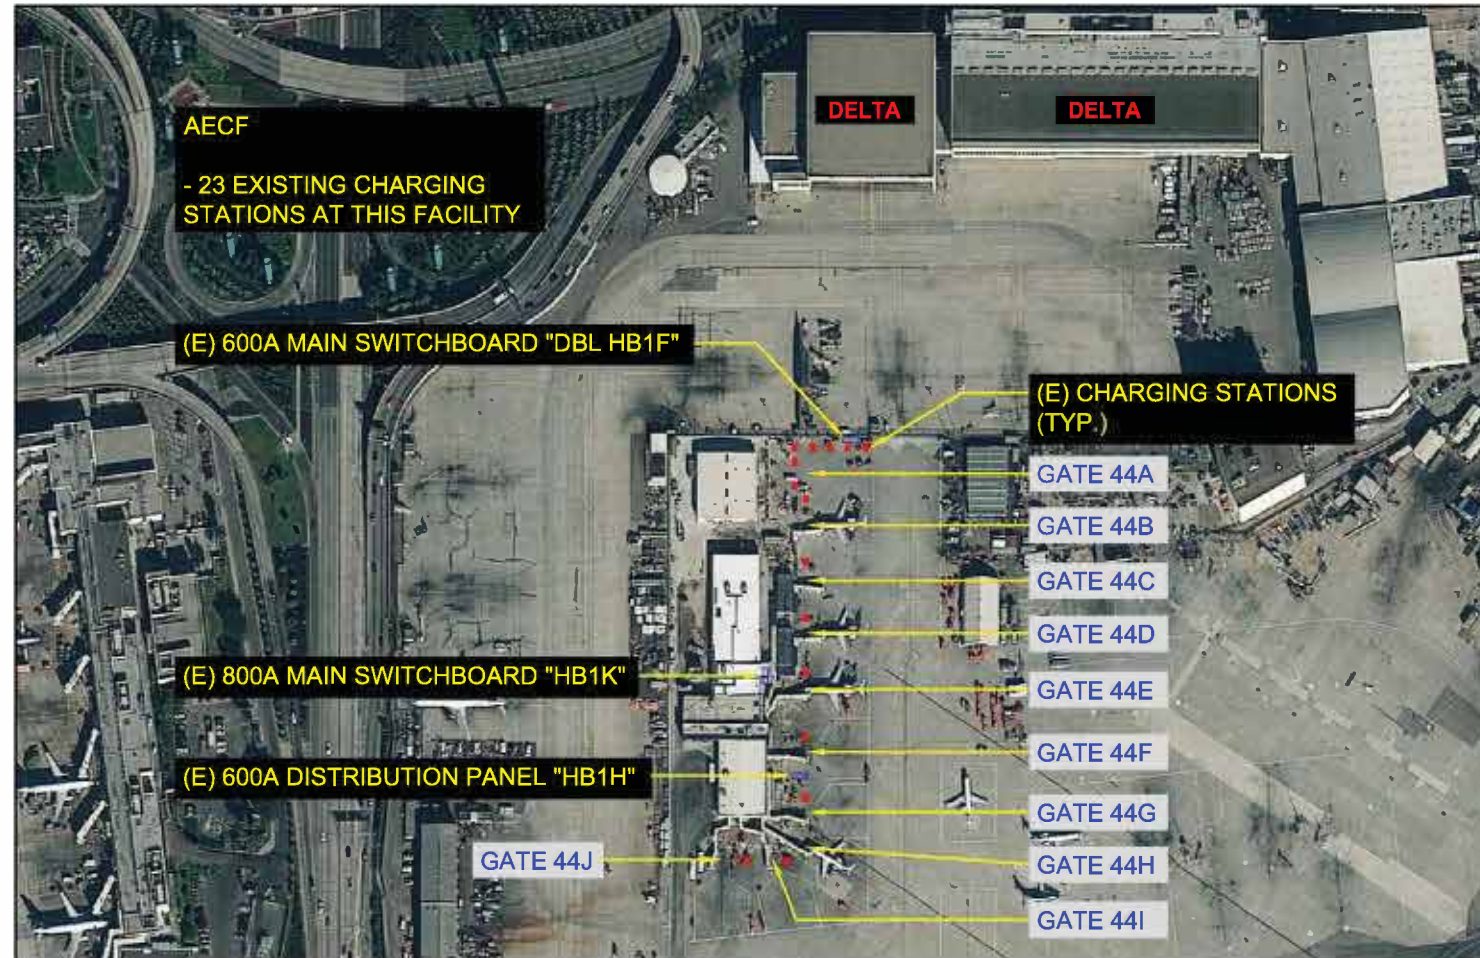 DELTA
DELTA
AECF
- 23 EXISTING CHARGING
STATIONS AT THIS FACILITY
(E) 600A MAIN SWITCHBOARD "DBL HB1F"
(E) CHARGING STATIONS
(TYP.)
GATE 44A
GATE 44B
GATE 44C
GATE 44D
(E) 800A MAIN SWITCHBOARD "HB1K"
GATE 44E
GATE 44F
(E) 600A DISTRIBUTION PANEL "HB1H"
GATE 44G
GATE 44J
GATE 44H
GATE 44I